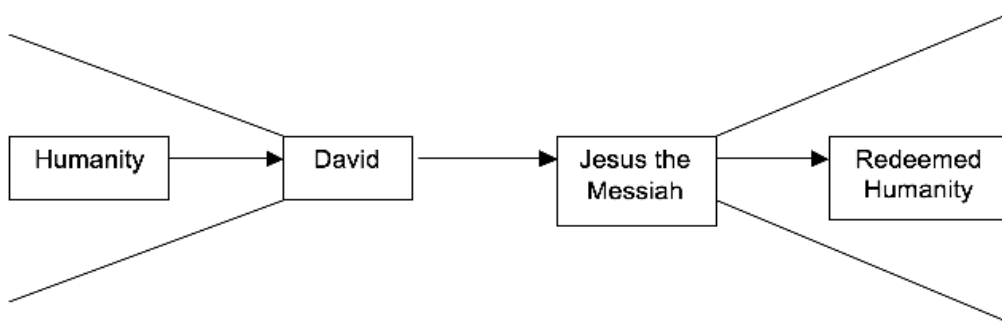 Humanity
David
Jesus the
Messiah
Redeemed
Humanity